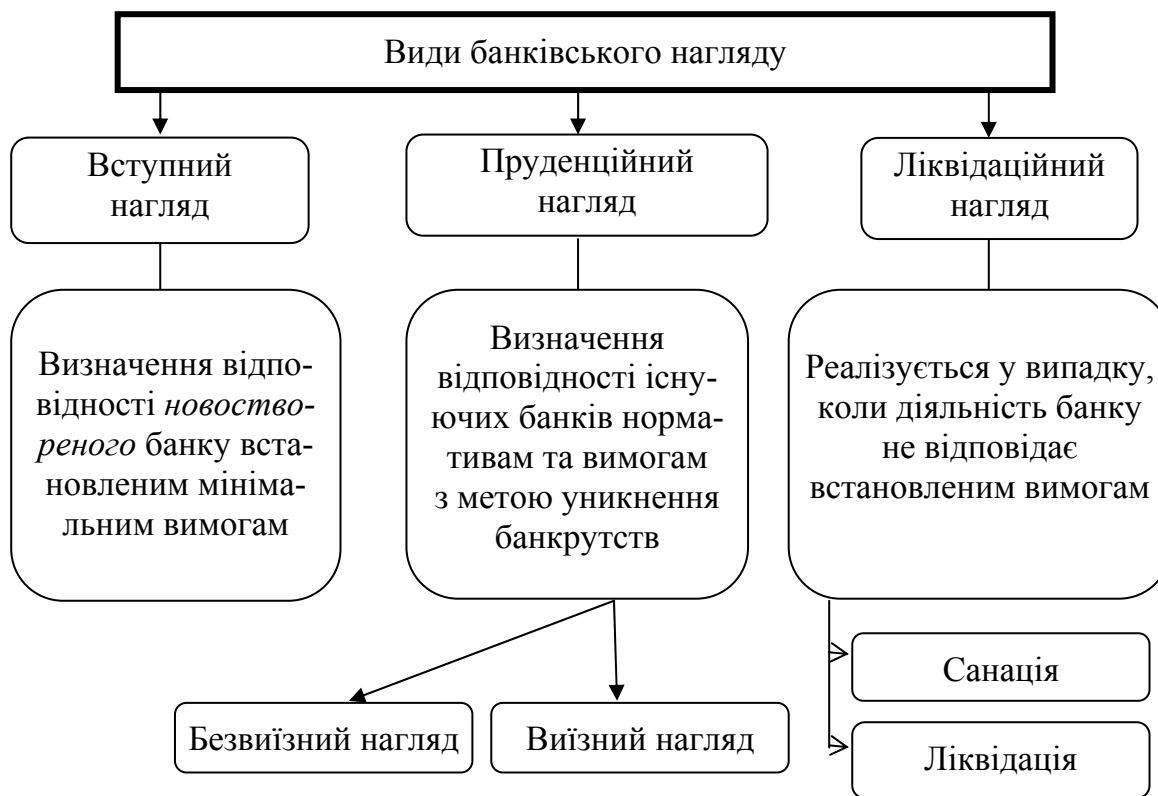 Види банківського нагляду
Вступний
нагляд
Пруденційний
нагляд
Ліквідаційний
нагляд
Визначення відпо-
відності новоство-
реного банку вста-
новленим мініма-
льним вимогам
Визначення
відповідності існу-
ючих банків норма-
тивам та вимогам
з метою уникнення
банкрутств
Реалізується у випадку,
коли діяльність банку
не відповідає
встановленим вимогам
Безвиїзний нагляд
Виїзний нагляд
Санація
Ліквідація